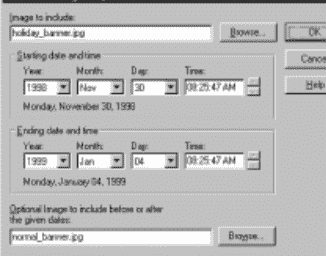 Image to include:
holiday_banner.jpg
Browse...
OK
Cance
Help
Starting date and time
Year: Month: Day: Time:
1998 Nov 30 08:25:47 AM
Monday, November 30, 1998
Ending date and time
Year: Month: Day: Time:
1999 Jan 04 08:25:47 AM
Monday, January 04, 1999
Optional Image to include before or after
the given dates:
normal_banner.jpg
Browse...